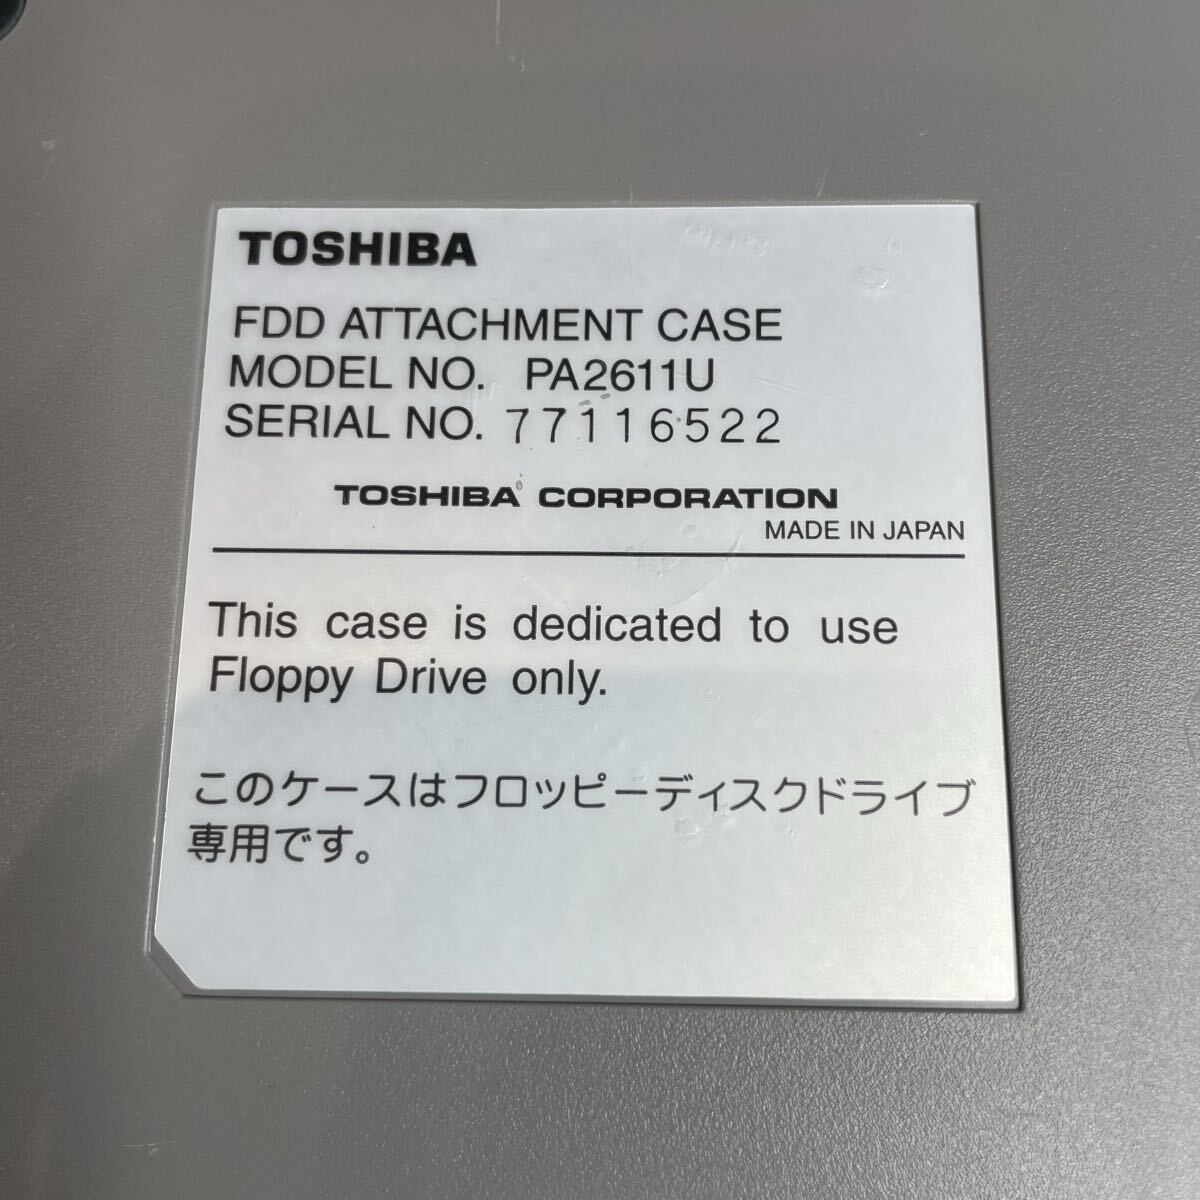 TOSHIBA
FDD ATTACHMENT CASE
MODEL NO. PA2611U
SERIAL NO. 77116522
TOSHIBA CORPORATION
MADE IN JAPAN
This case is dedicated to use
Floppy Drive only.
このケースはフロッピーディスクドライブ
専用です。